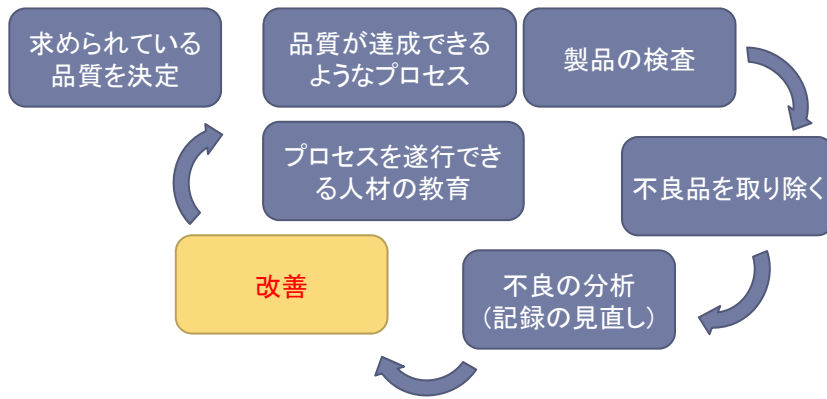 求められている
品質を決定
品質が達成できる
ようなプロセス
製品の検査
プロセスを遂行でき
る人材の教育
不良品を取り除く
改善
不良の分析
(記録の見直し)